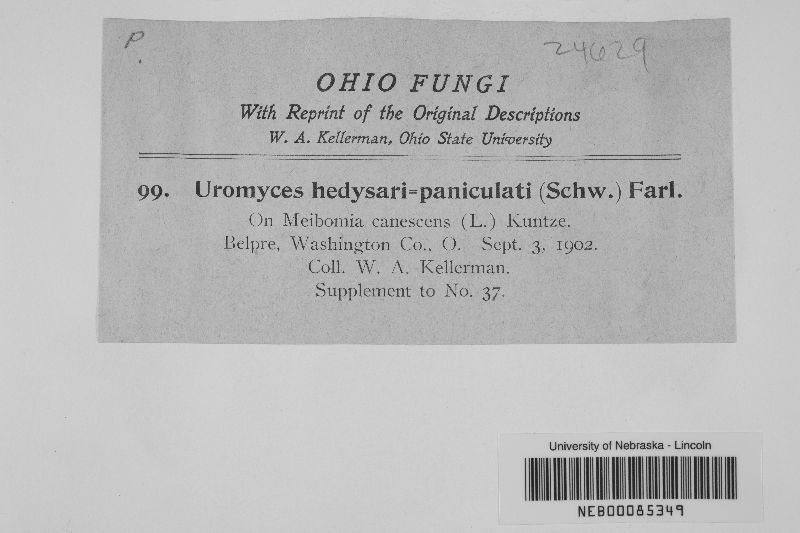 P.
24629
OHIO FUNGI
With Reprint of the Original Descriptions
W. A. Kellerman, Ohio State University
99. Uromyces hedysari=paniculati (Schw.) Farl.
On Meibomia canescens (L.) Kuntze.
Belpre, Washington Co., O. Sept. 3, 1902.
Coll. W. A. Kellerman.
Supplement to No. 37.
University of Nebraska - Lincoln
NEB00085349